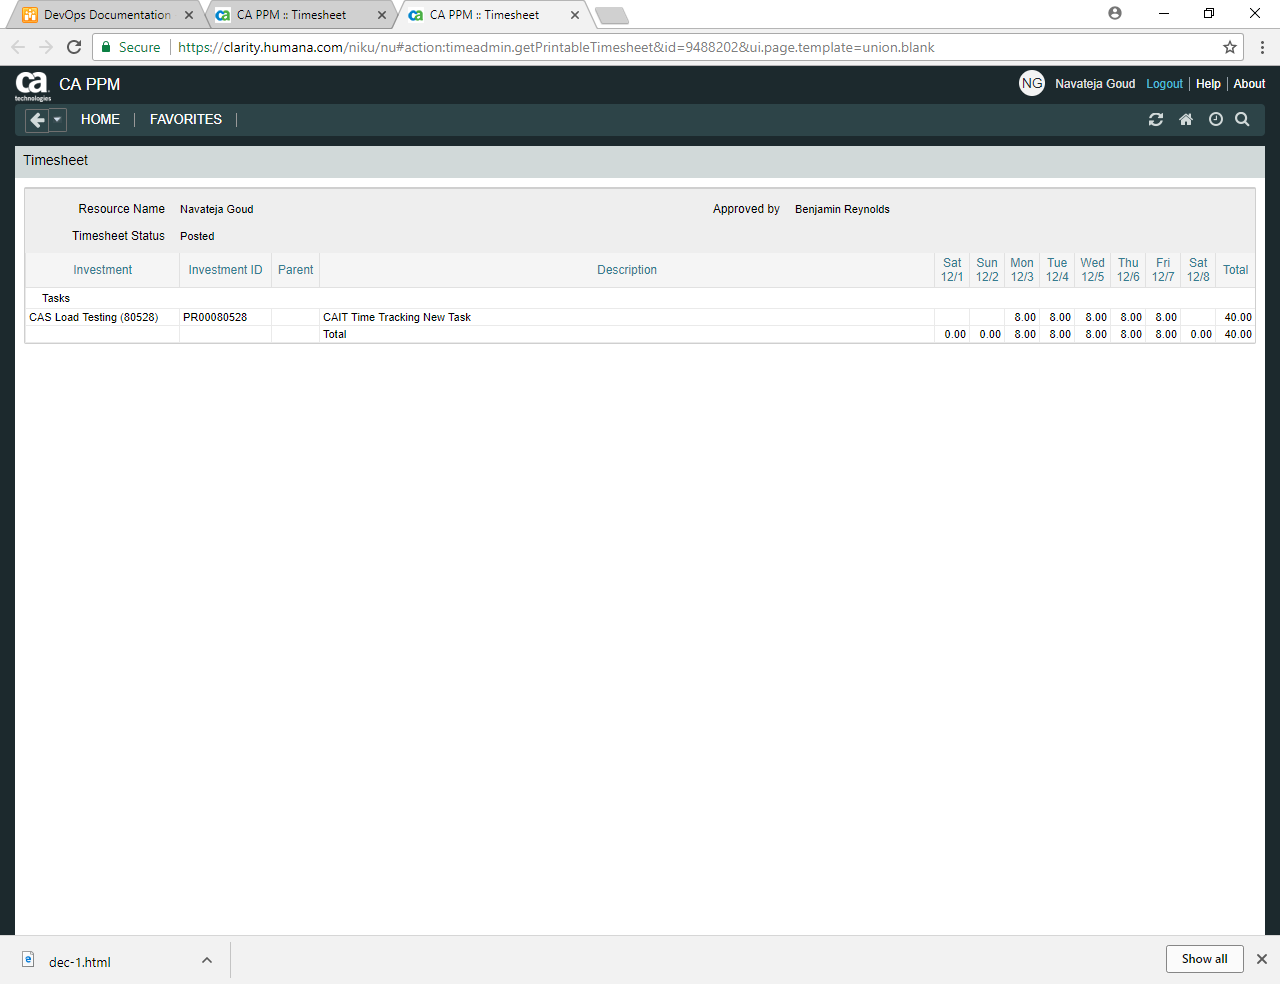 DevOps Documentation
CA PPM :: Timesheet
CA PPM :: Timesheet
Secure
https://clarity.humana.com/niku/nu#action:timeadmin.getPrintableTimesheet&id=9488202&ui.page.template=union.blank
ca technologies
CA PPM
NG Navateja Goud Logout Help About
HOME FAVORITES
Timesheet
Resource Name Navateja Goud Approved by Benjamin Reynolds
Timesheet Status Posted
Investment Investment ID Parent Description Sat 12/1 Sun 12/2 Mon 12/3 Tue 12/4 Wed 12/5 Thu 12/6 Fri 12/7 Sat 12/8 Total
Tasks
CAS Load Testing (80528) PR00080528 CAIT Time Tracking New Task 8.00 8.00 8.00 8.00 8.00 40.00
Total 0.00 0.00 8.00 8.00 8.00 8.00 8.00 0.00 40.00
dec-1.html
Show all